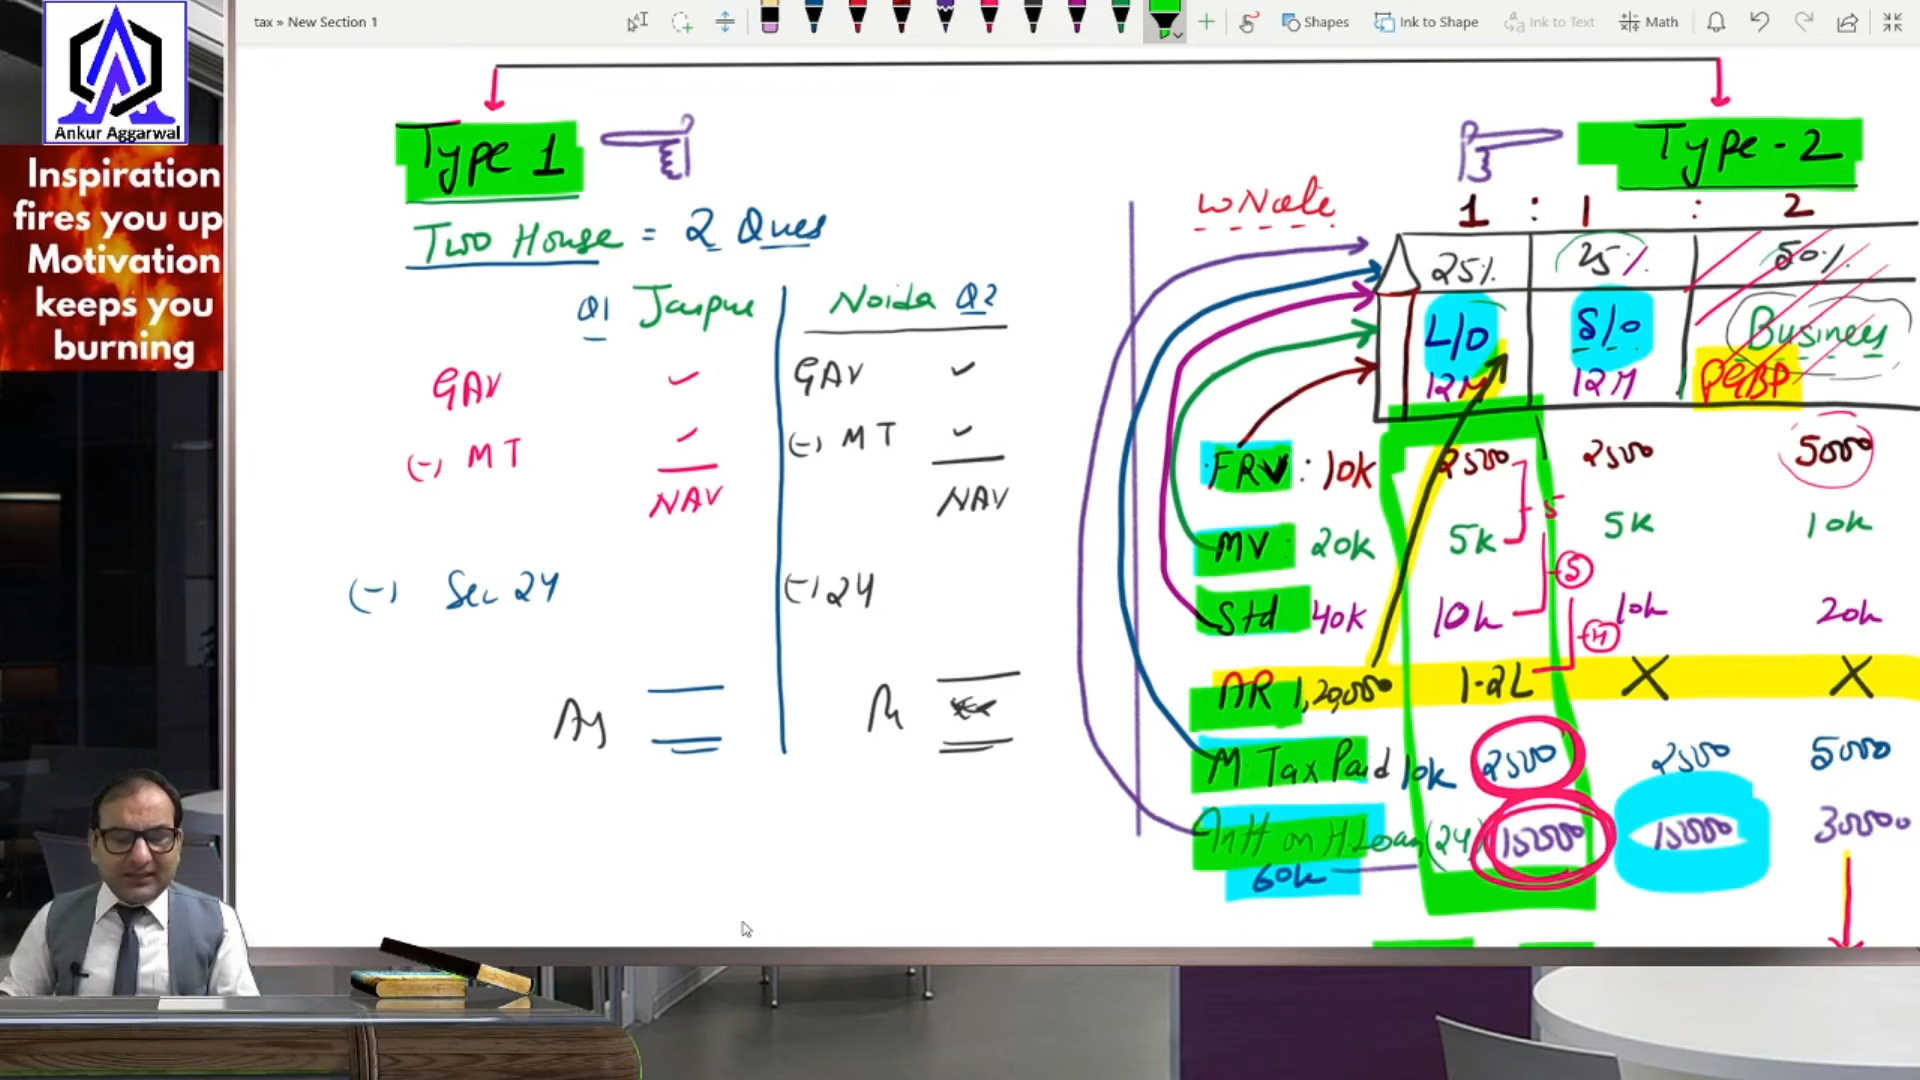 tax » New Section 1
Shapes
Ink to Shape
Ink to Text
Math
Ankur Aggarwal
Inspiration
fires you up
Motivation
keeps you
burning
Type 1
Two House = 2 Ques
Q1 Jaipur
GAV ✓
(-) MT ✓
NAV
(-) Sec 24
Noida Q2
GAV ✓
(-) MT ✓
NAV
(-) 24
Type - 2
1 : 1 : 2
25% 25% 50%
L/O S/O Business
12M 12M PGBP
FRV : 10k 2500 2500 5000
MV : 20k 5k 5k 10k
Std 40k 10k 10k 20k
AR 1,20,000 1.2L X X
M. Tax Paid 10k 2500 2500 5000
Intt on H. Loan (24) 15000 15000 30000
60k